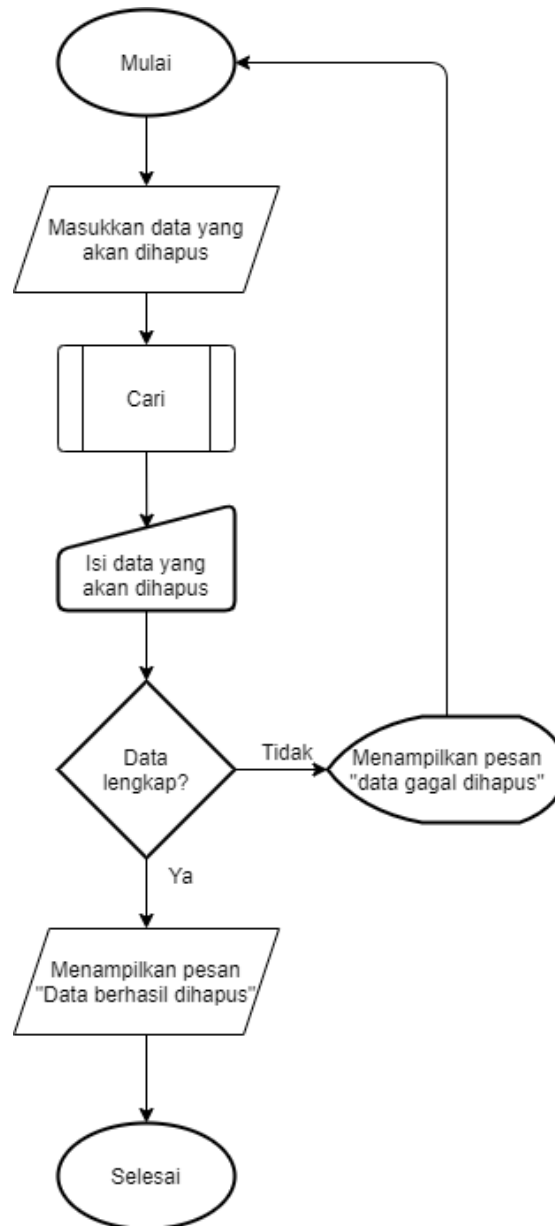 Mulai
Masukkan data yang
akan dihapus
Cari
Isi data yang
akan dihapus
Data
lengkap?
Tidak
Menampilkan pesan
"data gagal dihapus"
Ya
Menampilkan pesan
"Data berhasil dihapus"
Selesai